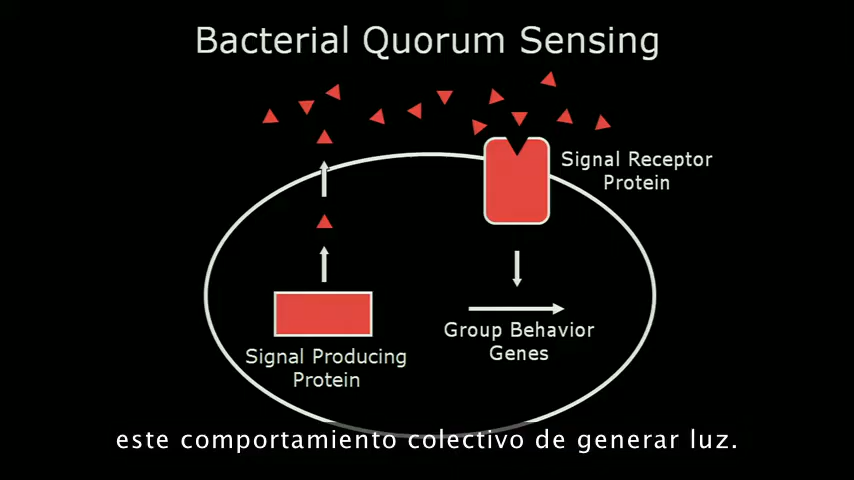 Bacterial Quorum Sensing
Signal Receptor
Protein
Group Behavior
Genes
Signal Producing
Protein
este comportamiento colectivo de generar luz.